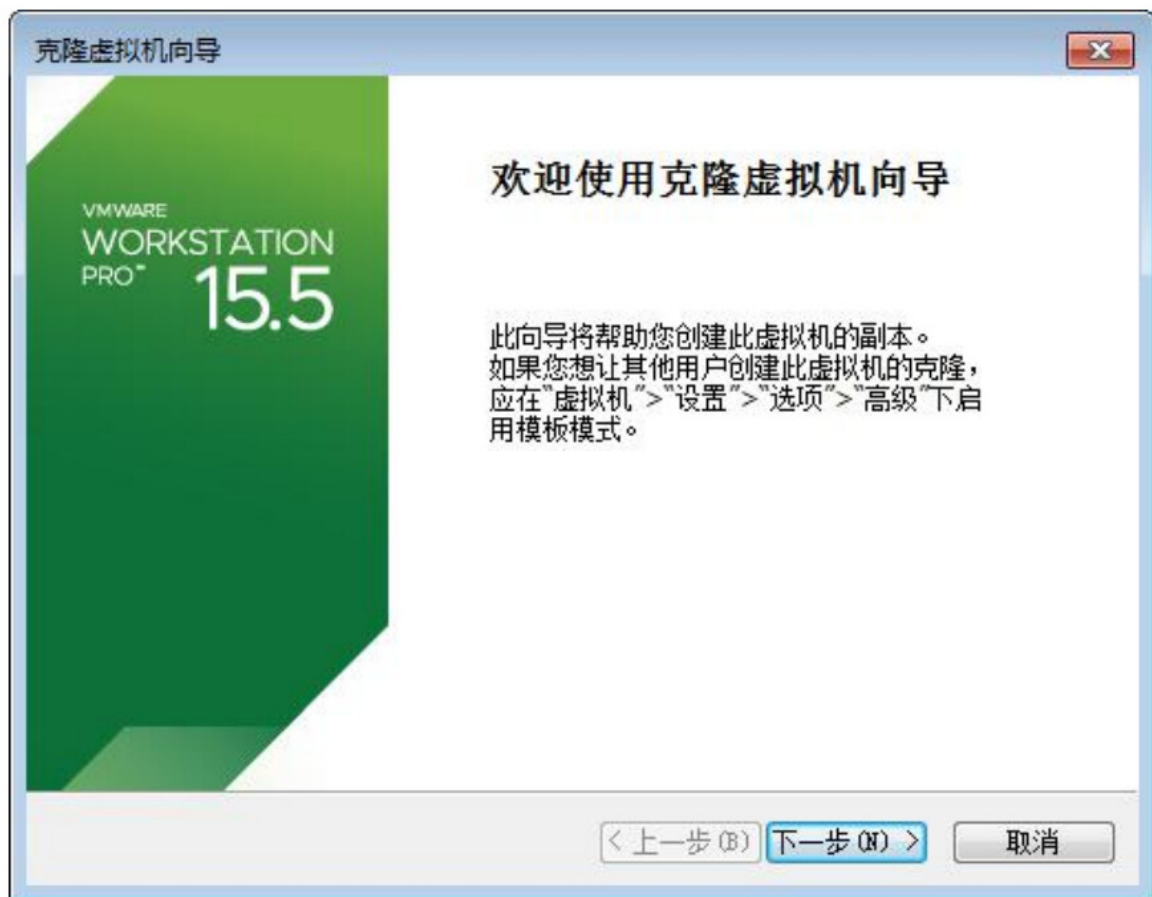 克隆虚拟机向导
VMWARE
WORKSTATION
PRO™
15.5
欢迎使用克隆虚拟机向导
此向导将帮助您创建此虚拟机的副本。
如果您想让其他用户创建此虚拟机的克隆，
应在"虚拟机">"设置">"选项">"高级"下启
用模板模式。
< 上一步(B) 下一步(N) > 取消